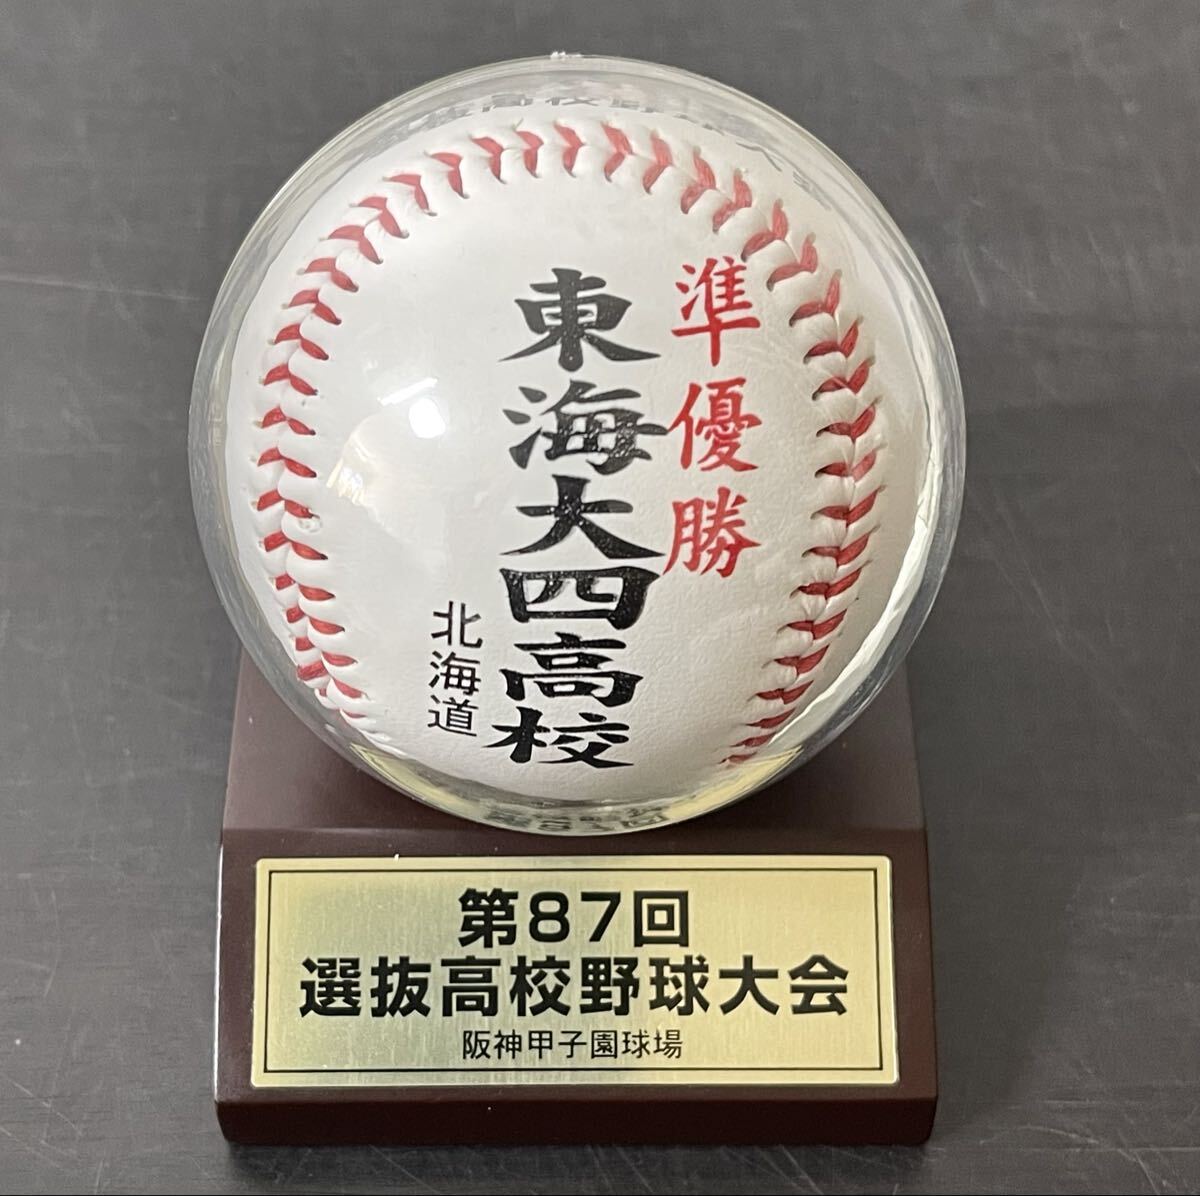 準優勝
東海大四高校
北海道
第87回
選抜高校野球大会
阪神甲子園球場